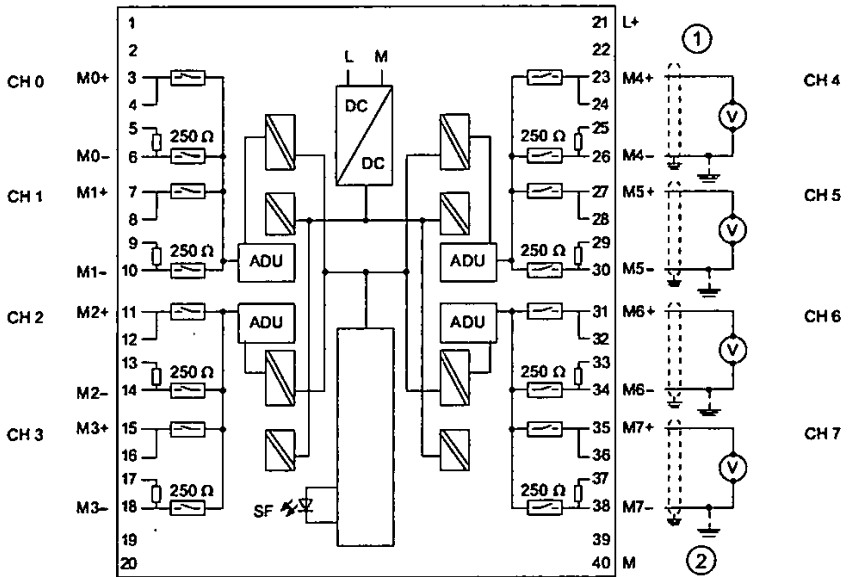 1 21 L+
2 22 1
L M
CH 0 M0+ 3 23 M4+ CH 4
4 DC 24
5 250 Ω 250 Ω 25 V
M0– 6 26 M4–
DC
CH 1 M1+ 7 27 M5+ CH 5
8 28
9 250 Ω 250 Ω 29 V
M1– 10 ADU ADU 30 M5–
CH 2 M2+ 11 31 M6+ CH 6
12 ADU ADU 32
13 250 Ω 250 Ω 33 V
M2– 14 34 M6–
CH 3 M3+ 15 35 M7+ CH 7
16 36
17 250 Ω 250 Ω 37 V
M3– 18 SF 38 M7–
19 39
20 40 M 2